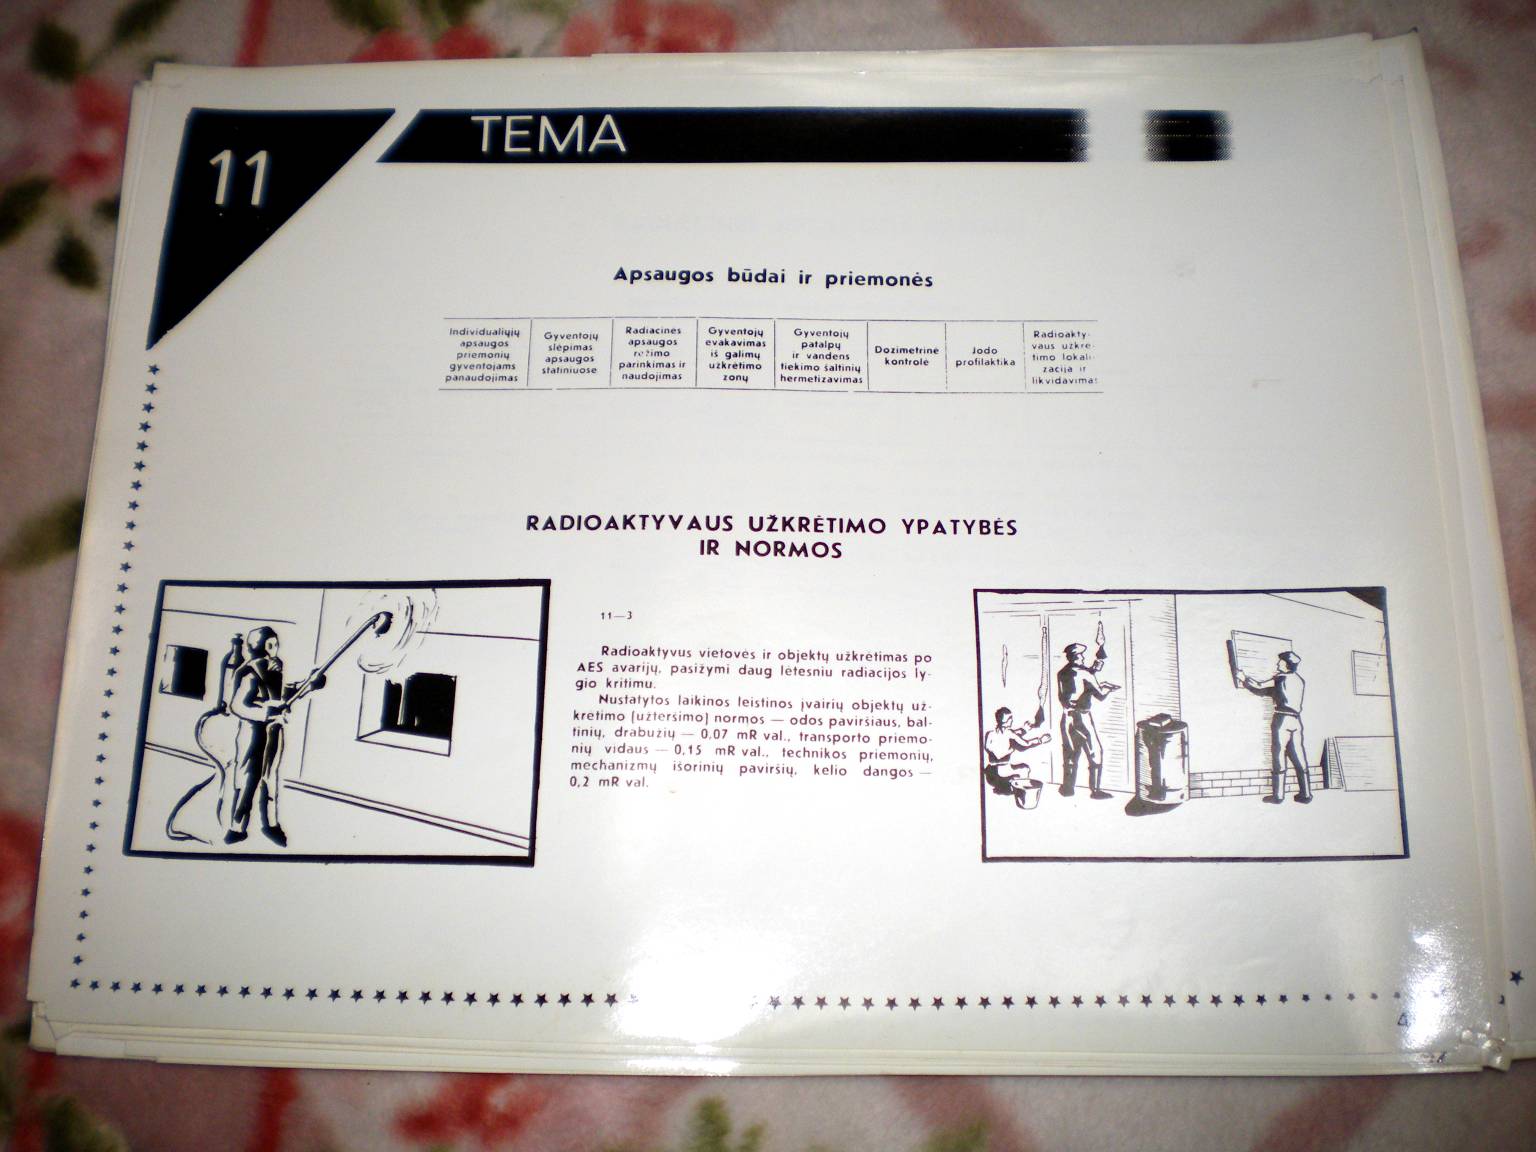 11
TEMA
Apsaugos būdai ir priemonės
Individualiųjų
apsaugos
priemonių
gyventojams
panaudojimas
Gyventojų
slėpimas
apsaugos
statiniuose
Radiacinės
apsaugos
režimo
parinkimas ir
naudojimas
Gyventojų
evakavimas
iš galimų
užkrėtimo
zonų
Gyventojų
patalpų
ir vandens
tiekimo šaltinių
hermetizavimas
Dozimetrinė
kontrolė
Jodo
profilaktika
Radioakty-
vaus užkrė-
timo lokali-
zacija ir
likvidavimas
RADIOAKTYVAUS UŽKRĖTIMO YPATYBĖS
IR NORMOS
11—3
Radioaktyvus vietovės ir objektų užkrėtimas po
AES avarijų, pasižymi daug lėtesniu radiacijos ly-
gio kritimu.
Nustatytos laikinos leistinos įvairių objektų už-
krėtimo (užteršimo) normos — odos paviršiaus, bal-
tinių, drabužių — 0,07 mR val., transporto priemo-
nių vidaus — 0,15 mR val., technikos priemonių,
mechanizmų išorinių paviršių, kelio dangos —
0,2 mR val.